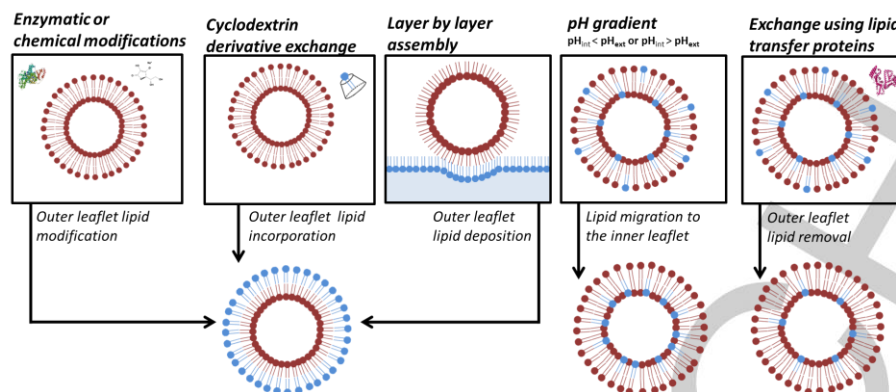 Enzymatic or
chemical modifications
Cyclodextrin
derivative exchange
Layer by layer
assembly
pH gradient
pHint < pHext or pHint > pHext
Exchange using lipid
transfer proteins
Outer leaflet lipid
modification
Outer leaflet lipid
incorporation
Outer leaflet
lipid deposition
Lipid migration to
the inner leaflet
Outer leaflet
lipid removal